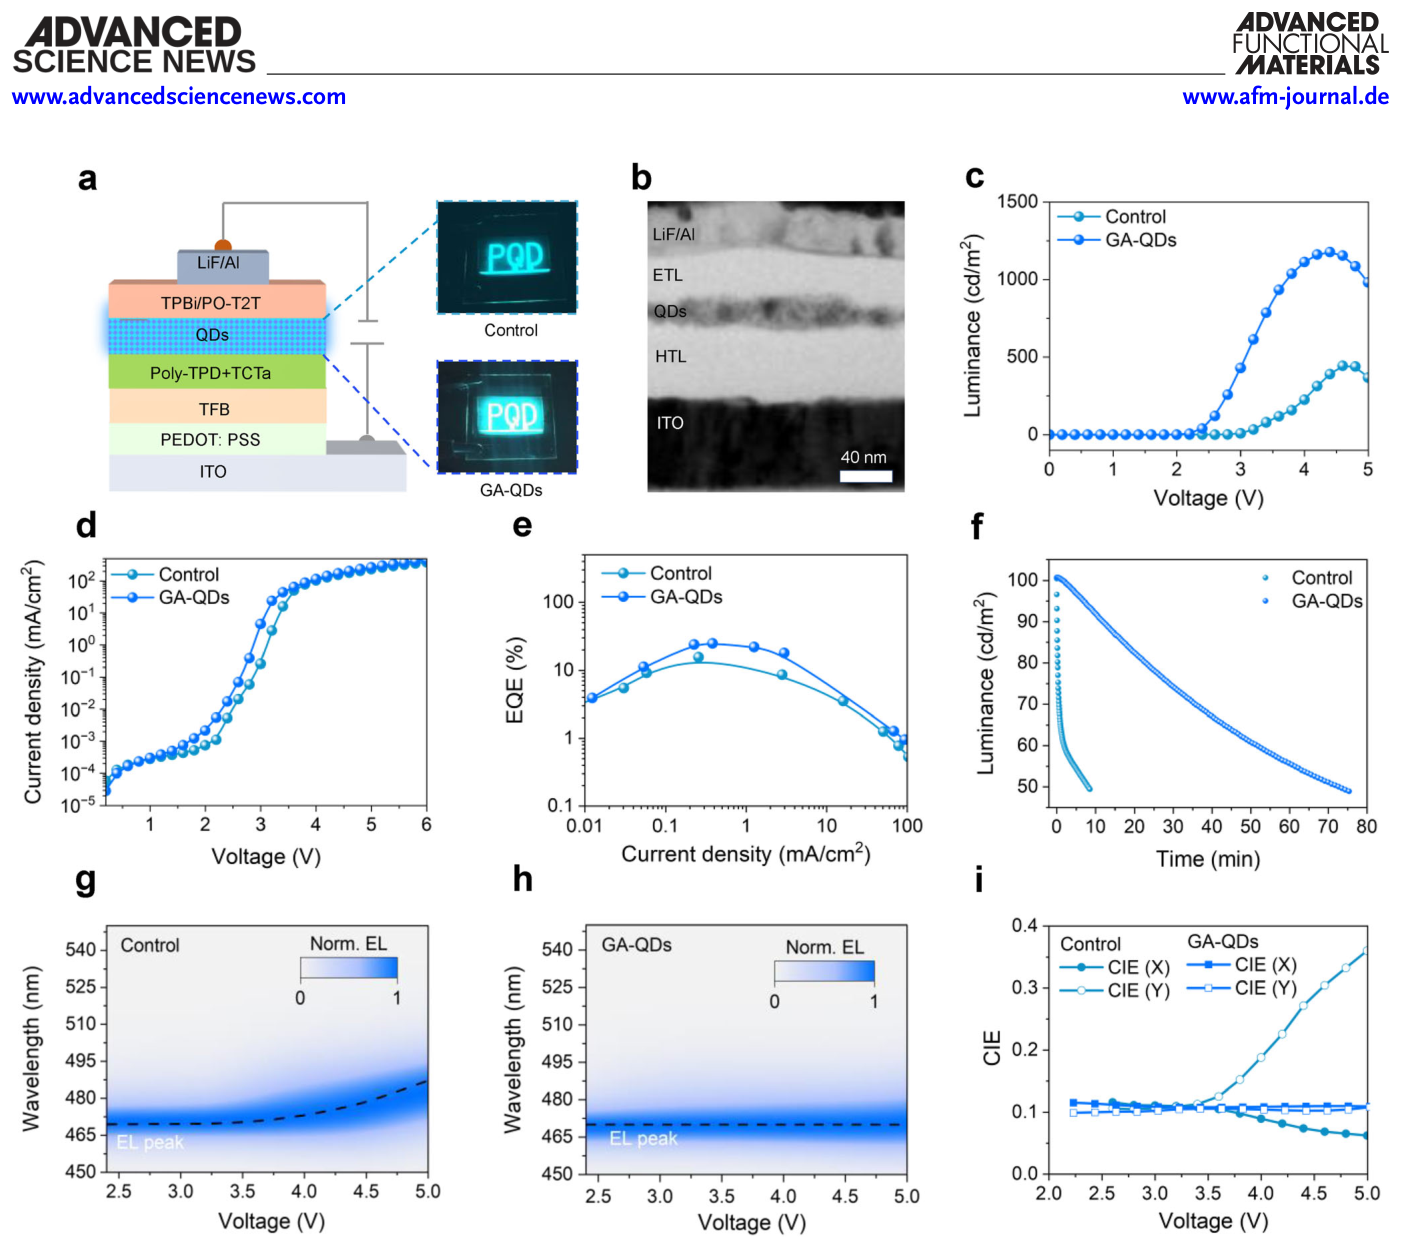 ADVANCED
SCIENCE NEWS
www.advancedsciencenews.com
ADVANCED
FUNCTIONAL
MATERIALS
www.afm-journal.de
a
LiF/Al
TPBi/PO-T2T
QDs
Poly-TPD+TCTa
TFB
PEDOT: PSS
ITO
PQD
Control
PQD
GA-QDs
b
LiF/Al
ETL
QDs
HTL
ITO
40 nm
c
Control
GA-QDs
Luminance (cd/m²)
1500
1000
500
0
0 1 2 3 4 5
Voltage (V)
d
Control
GA-QDs
Current density (mA/cm²)
10²
10¹
10⁰
10⁻¹
10⁻²
10⁻³
10⁻⁴
10⁻⁵
1 2 3 4 5 6
Voltage (V)
e
Control
GA-QDs
EQE (%)
100
10
1
0.1
0.01 0.1 1 10 100
Current density (mA/cm²)
f
Control
GA-QDs
Luminance (cd/m²)
100
90
80
70
60
50
0 10 20 30 40 50 60 70 80
Time (min)
g
Control
Norm. EL
0 1
Wavelength (nm)
540
525
510
495
480
465
450
EL peak
2.5 3.0 3.5 4.0 4.5 5.0
Voltage (V)
h
GA-QDs
Norm. EL
0 1
Wavelength (nm)
540
525
510
495
480
465
450
EL peak
2.5 3.0 3.5 4.0 4.5 5.0
Voltage (V)
i
Control
CIE (X)
CIE (Y)
GA-QDs
CIE (X)
CIE (Y)
CIE
0.4
0.3
0.2
0.1
0.0
2.0 2.5 3.0 3.5 4.0 4.5 5.0
Voltage (V)